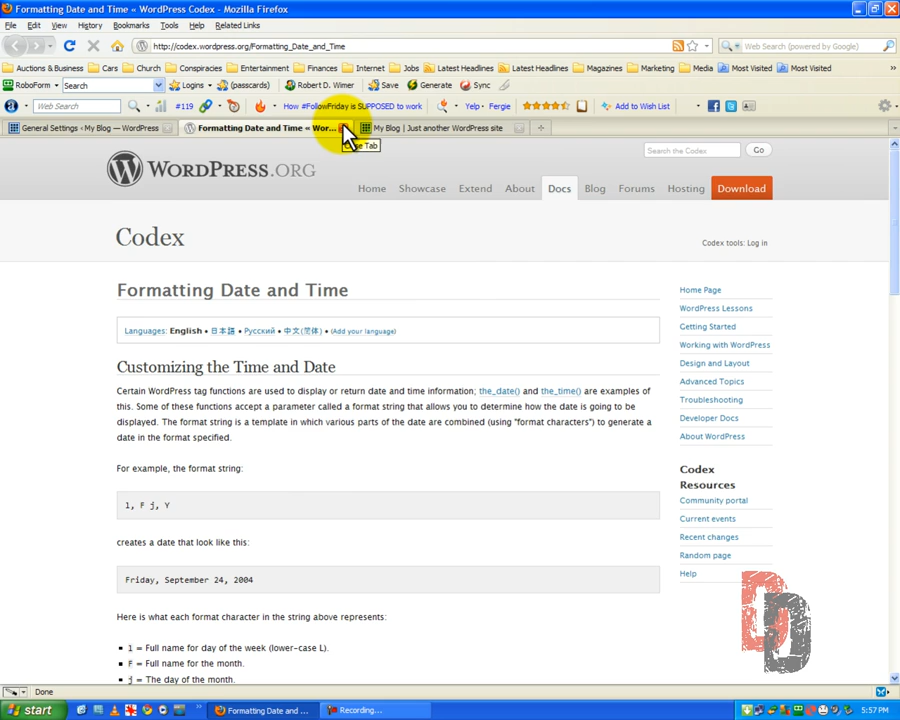 Formatting Date and Time « WordPress Codex - Mozilla Firefox
File Edit View History Bookmarks Tools Help Related Links
http://codex.wordpress.org/Formatting_Date_and_Time
Web Search (powered by Google)
Auctions & Business Cars Church Conspiracies Entertainment Finances Internet Jobs Latest Headlines Latest Headlines Magazines Marketing Media Most Visited Most Visited
RoboForm Search Logins (passcards) Robert D. Wimer Save Generate Sync
Web Search #119 How #FollowFriday is SUPPOSED to work Yelp Fergie Add to Wish List
General Settings ‹ My Blog — WordPress
Formatting Date and Time « Wor...
My Blog | Just another WordPress site
Tab
WORDPRESS.ORG
Search the Codex Go
Home Showcase Extend About Docs Blog Forums Hosting Download
Codex
Codex tools: Log in
Formatting Date and Time
Languages: English • 日本語 • Русский • 中文(简体) • (Add your language)
Customizing the Time and Date
Certain WordPress tag functions are used to display or return date and time information; the_date() and the_time() are examples of
this. Some of these functions accept a parameter called a format string that allows you to determine how the date is going to be
displayed. The format string is a template in which various parts of the date are combined (using "format characters") to generate a
date in the format specified.
For example, the format string:
l, F j, Y
creates a date that look like this:
Friday, September 24, 2004
Here is what each format character in the string above represents:
l = Full name for day of the week (lower-case L).
F = Full name for the month.
j = The day of the month.
Home Page
WordPress Lessons
Getting Started
Working with WordPress
Design and Layout
Advanced Topics
Troubleshooting
Developer Docs
About WordPress
Codex
Resources
Community portal
Current events
Recent changes
Random page
Help
DD
Done
start
Formatting Date and ...
Recording...
5:57 PM